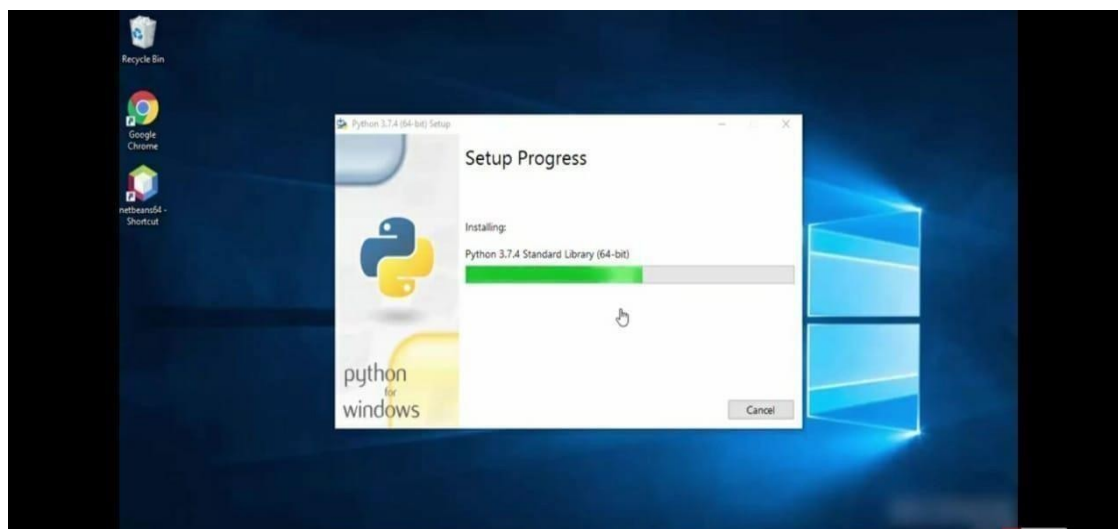 Recycle Bin
Google
Chrome
netbeans64 -
Shortcut
Python 3.7.4 (64-bit) Setup
Setup Progress
Installing:
Python 3.7.4 Standard Library (64-bit)
python
for
windows
Cancel